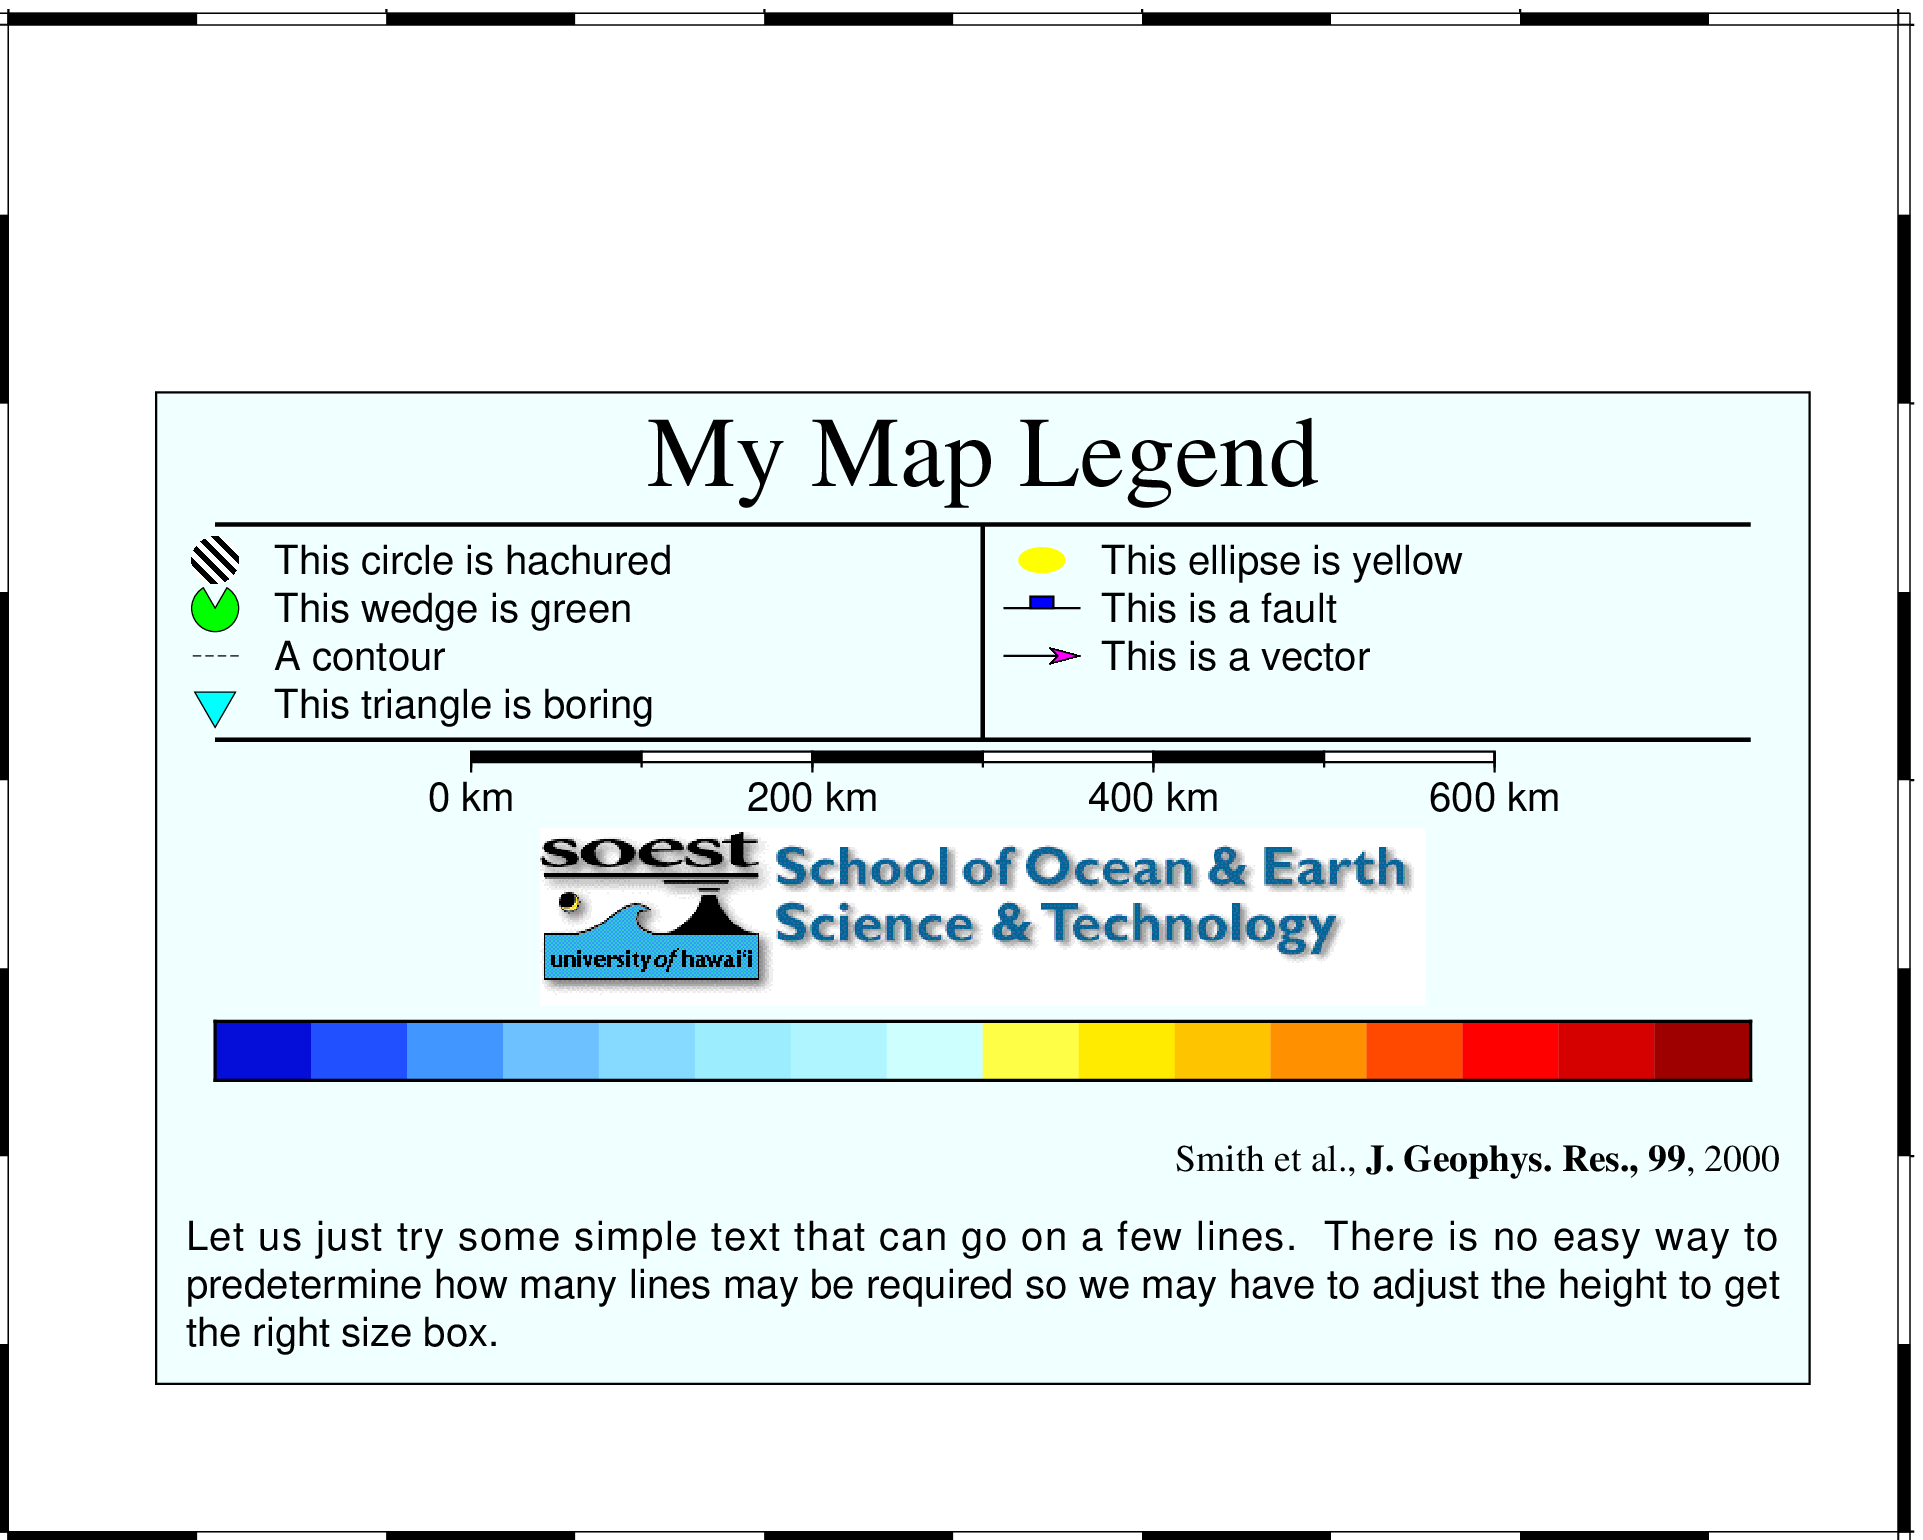 My Map Legend
This circle is hachured
This wedge is green
A contour
This triangle is boring
This ellipse is yellow
This is a fault
This is a vector
0 km 200 km 400 km 600 km
soest
university of hawai'i
School of Ocean & Earth
Science & Technology
Smith et al., J. Geophys. Res., 99, 2000
Let us just try some simple text that can go on a few lines. There is no easy way to
predetermine how many lines may be required so we may have to adjust the height to get
the right size box.